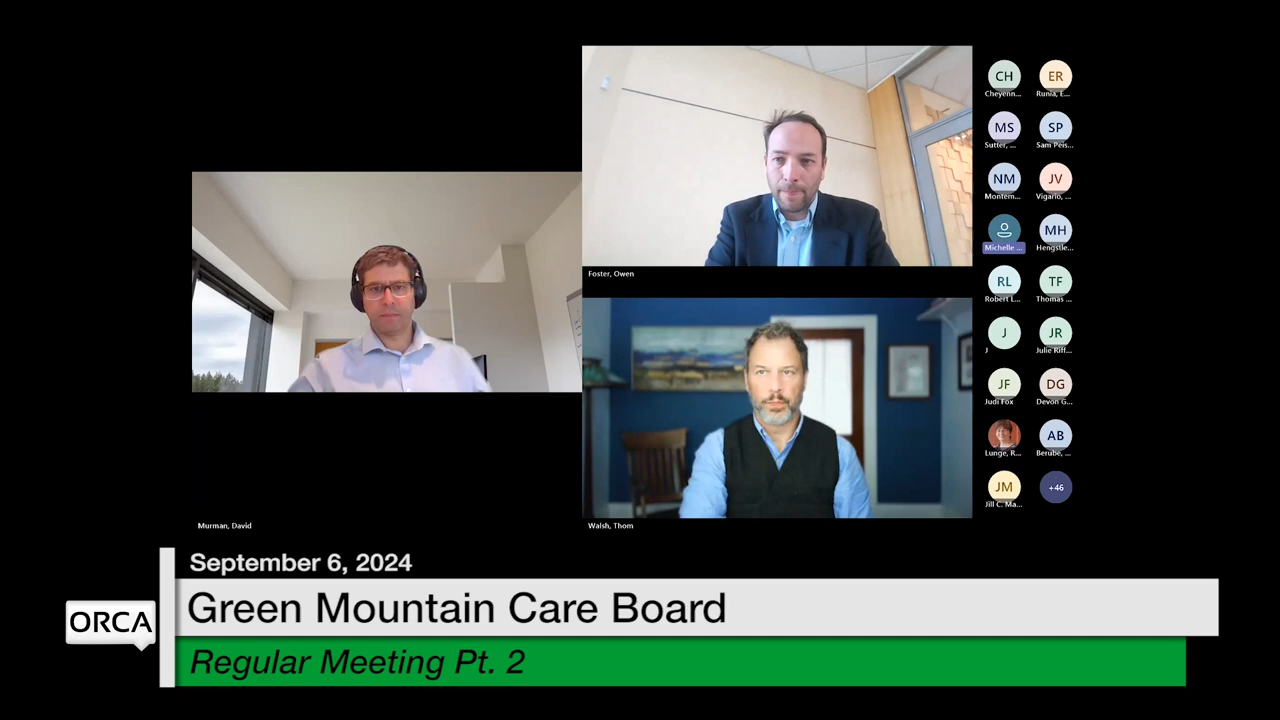 CH
Cheyenn...
ER
Runia, E...
MS
Sutter, ...
SP
Sam Peis...
NM
Montem...
JV
Vigario, ...
Michelle ...
MH
Hengstle...
RL
Robert L...
TF
Thomas ...
J
J
JR
Julie Riff...
JF
Judi Fox
DG
Devon G...
Lunge, R...
AB
Berube, ...
JM
Jill C. Ma...
+46
Foster, Owen
Murman, David
Walsh, Thom
September 6, 2024
Green Mountain Care Board
ORCA
Regular Meeting Pt. 2